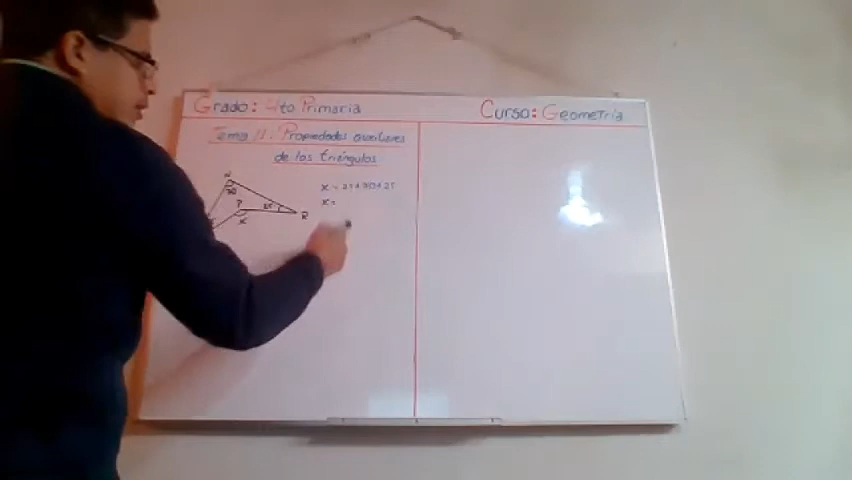 Grado: 4to Primaria
Curso: Geometría
Tema 11: Propiedades auxiliares
de los triángulos
x =
P
x
R
x =